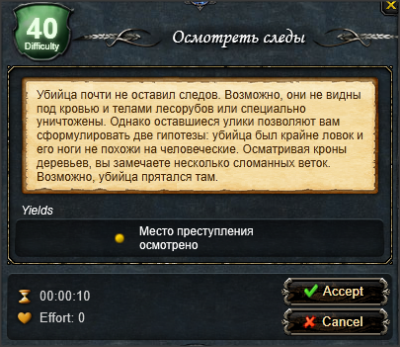 40
Difficulty
Осмотреть следы
Убийца почти не оставил следов. Возможно, они не видны
под кровью и телами лесорубов или специально
уничтожены. Однако оставшиеся улики позволяют вам
сформулировать две гипотезы: убийца был крайне ловок и
его ноги не похожи на человеческие. Осматривая кроны
деревьев, вы замечаете несколько сломанных веток.
Возможно, убийца прятался там.
Yields
Место преступления
осмотрено
00:00:10
Accept
Effort: 0
Cancel